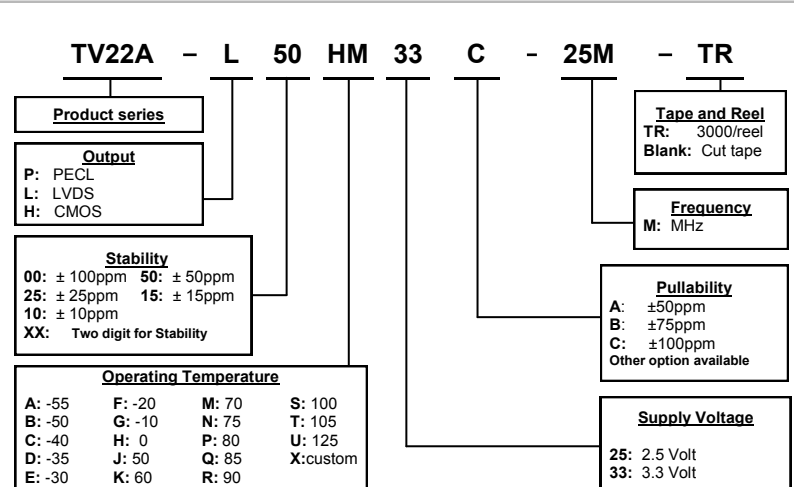 TV22A – L 50 HM 33 C - 25M – TR
Product series
Output
P: PECL
L: LVDS
H: CMOS
Stability
00: ± 100ppm 50: ± 50ppm
25: ± 25ppm 15: ± 15ppm
10: ± 10ppm
XX: Two digit for Stability
Operating Temperature
A: -55 F: -20 M: 70 S: 100
B: -50 G: -10 N: 75 T: 105
C: -40 H: 0 P: 80 U: 125
D: -35 J: 50 Q: 85 X:custom
E: -30 K: 60 R: 90
Tape and Reel
TR: 3000/reel
Blank: Cut tape
Frequency
M: MHz
Pullability
A: ±50ppm
B: ±75ppm
C: ±100ppm
Other option available
Supply Voltage
25: 2.5 Volt
33: 3.3 Volt